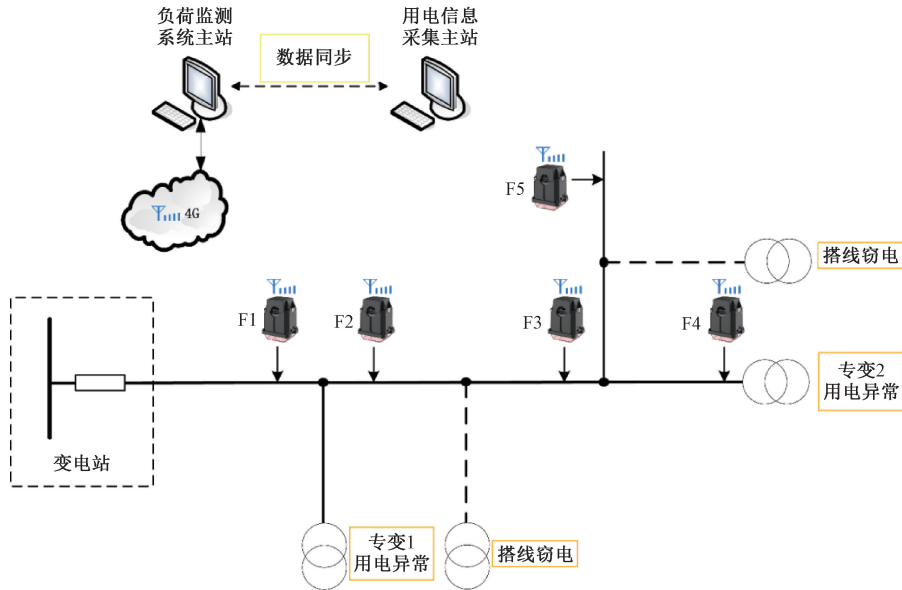 负荷监测
系统主站
用电信息
采集主站
数据同步
4G
F5
搭线窃电
F1
F2
F3
F4
专变2
用电异常
变电站
专变1
用电异常
搭线窃电